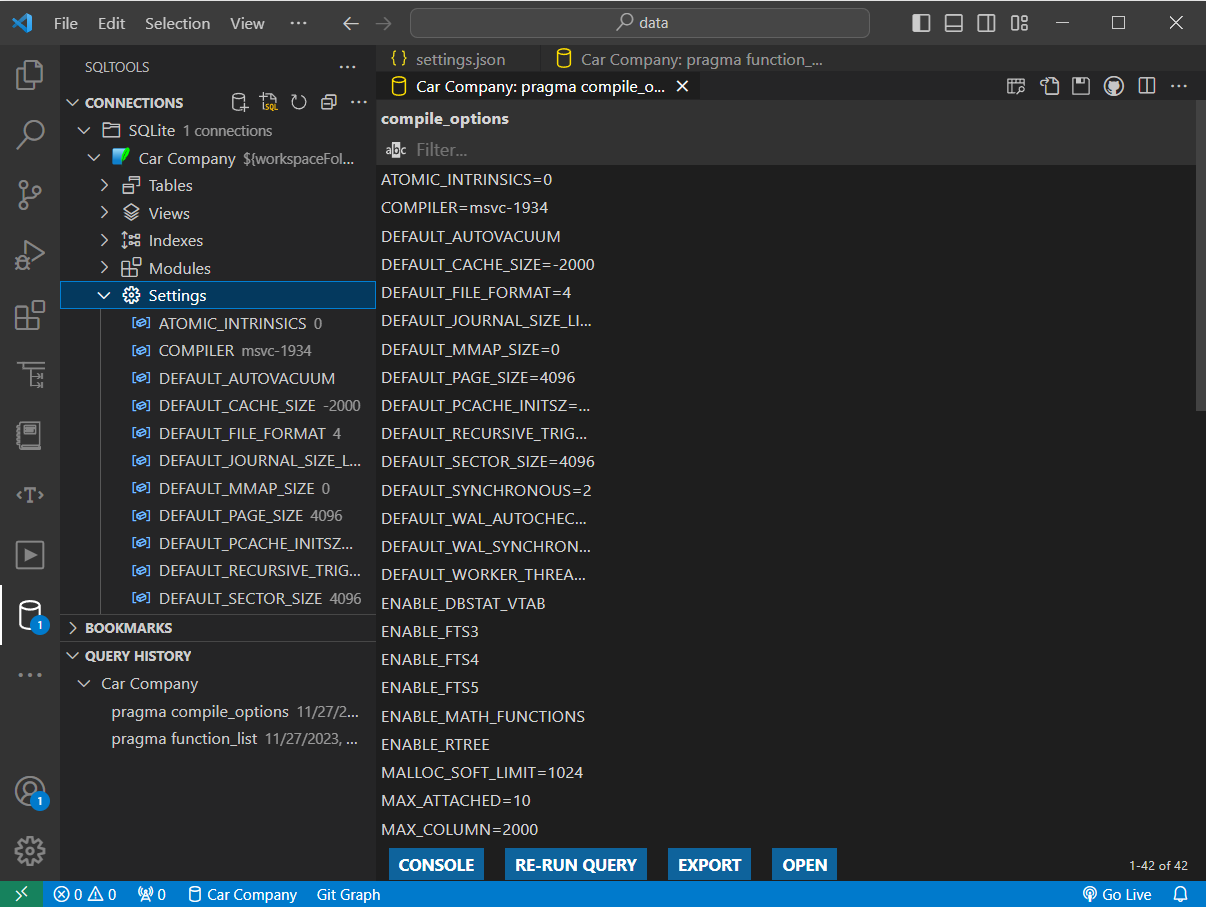 File Edit Selection View ··· data
SQLTOOLS
CONNECTIONS
SQLite 1 connections
Car Company ${workspaceFol...
Tables
Views
Indexes
Modules
Settings
ATOMIC_INTRINSICS 0
COMPILER msvc-1934
DEFAULT_AUTOVACUUM
DEFAULT_CACHE_SIZE -2000
DEFAULT_FILE_FORMAT 4
DEFAULT_JOURNAL_SIZE_L...
DEFAULT_MMAP_SIZE 0
DEFAULT_PAGE_SIZE 4096
DEFAULT_PCACHE_INITSZ...
DEFAULT_RECURSIVE_TRIG...
DEFAULT_SECTOR_SIZE 4096
BOOKMARKS
QUERY HISTORY
Car Company
pragma compile_options 11/27/2...
pragma function_list 11/27/2023, ...
1
1
settings.json Car Company: pragma function_...
Car Company: pragma compile_o...
compile_options
abc Filter...
ATOMIC_INTRINSICS=0
COMPILER=msvc-1934
DEFAULT_AUTOVACUUM
DEFAULT_CACHE_SIZE=-2000
DEFAULT_FILE_FORMAT=4
DEFAULT_JOURNAL_SIZE_LI...
DEFAULT_MMAP_SIZE=0
DEFAULT_PAGE_SIZE=4096
DEFAULT_PCACHE_INITSZ=...
DEFAULT_RECURSIVE_TRIG...
DEFAULT_SECTOR_SIZE=4096
DEFAULT_SYNCHRONOUS=2
DEFAULT_WAL_AUTOCHEC...
DEFAULT_WAL_SYNCHRON...
DEFAULT_WORKER_THREA...
ENABLE_DBSTAT_VTAB
ENABLE_FTS3
ENABLE_FTS4
ENABLE_FTS5
ENABLE_MATH_FUNCTIONS
ENABLE_RTREE
MALLOC_SOFT_LIMIT=1024
MAX_ATTACHED=10
MAX_COLUMN=2000
CONSOLE RE-RUN QUERY EXPORT OPEN 1-42 of 42
0 0 0 Car Company Git Graph Go Live